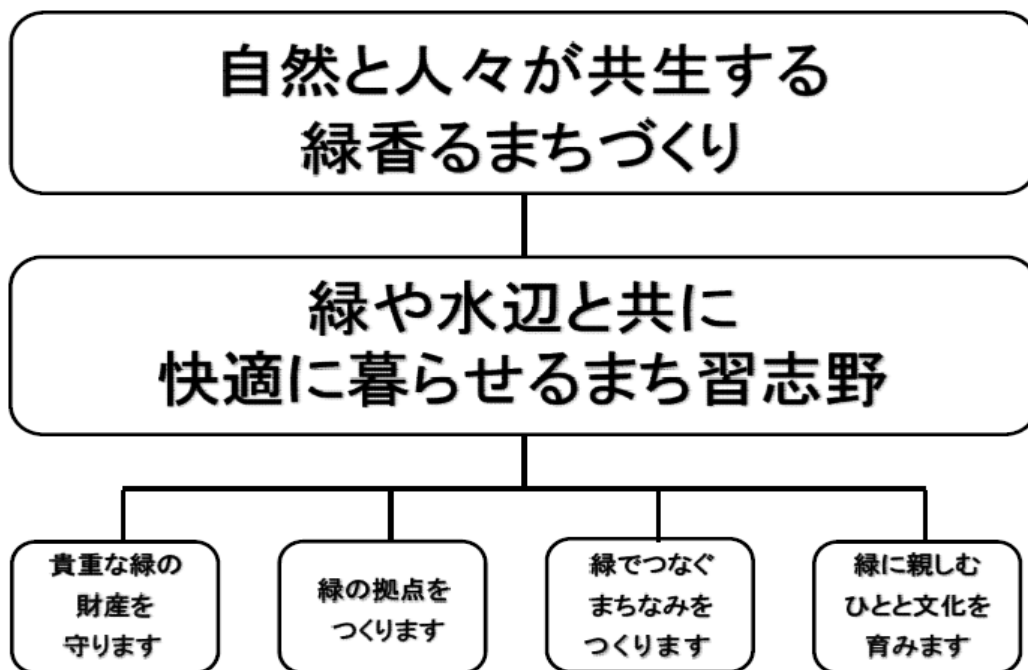 自然と人々が共生する
緑香るまちづくり
緑や水辺と共に
快適に暮らせるまち習志野
貴重な緑の
財産を
守ります
緑の拠点を
つくります
緑でつなぐ
まちなみを
つくります
緑に親しむ
ひとと文化を
育みます